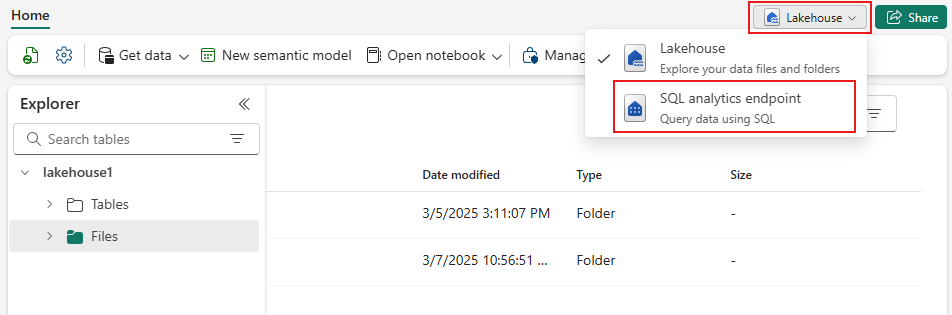 Home
Lakehouse
Share
Get data
New semantic model
Open notebook
Manag
Lakehouse
Explore your data files and folders
SQL analytics endpoint
Query data using SQL
Explorer
Search tables
lakehouse1
Tables
Files
Date modified Type Size
3/5/2025 3:11:07 PM Folder -
3/7/2025 10:56:51 ... Folder -